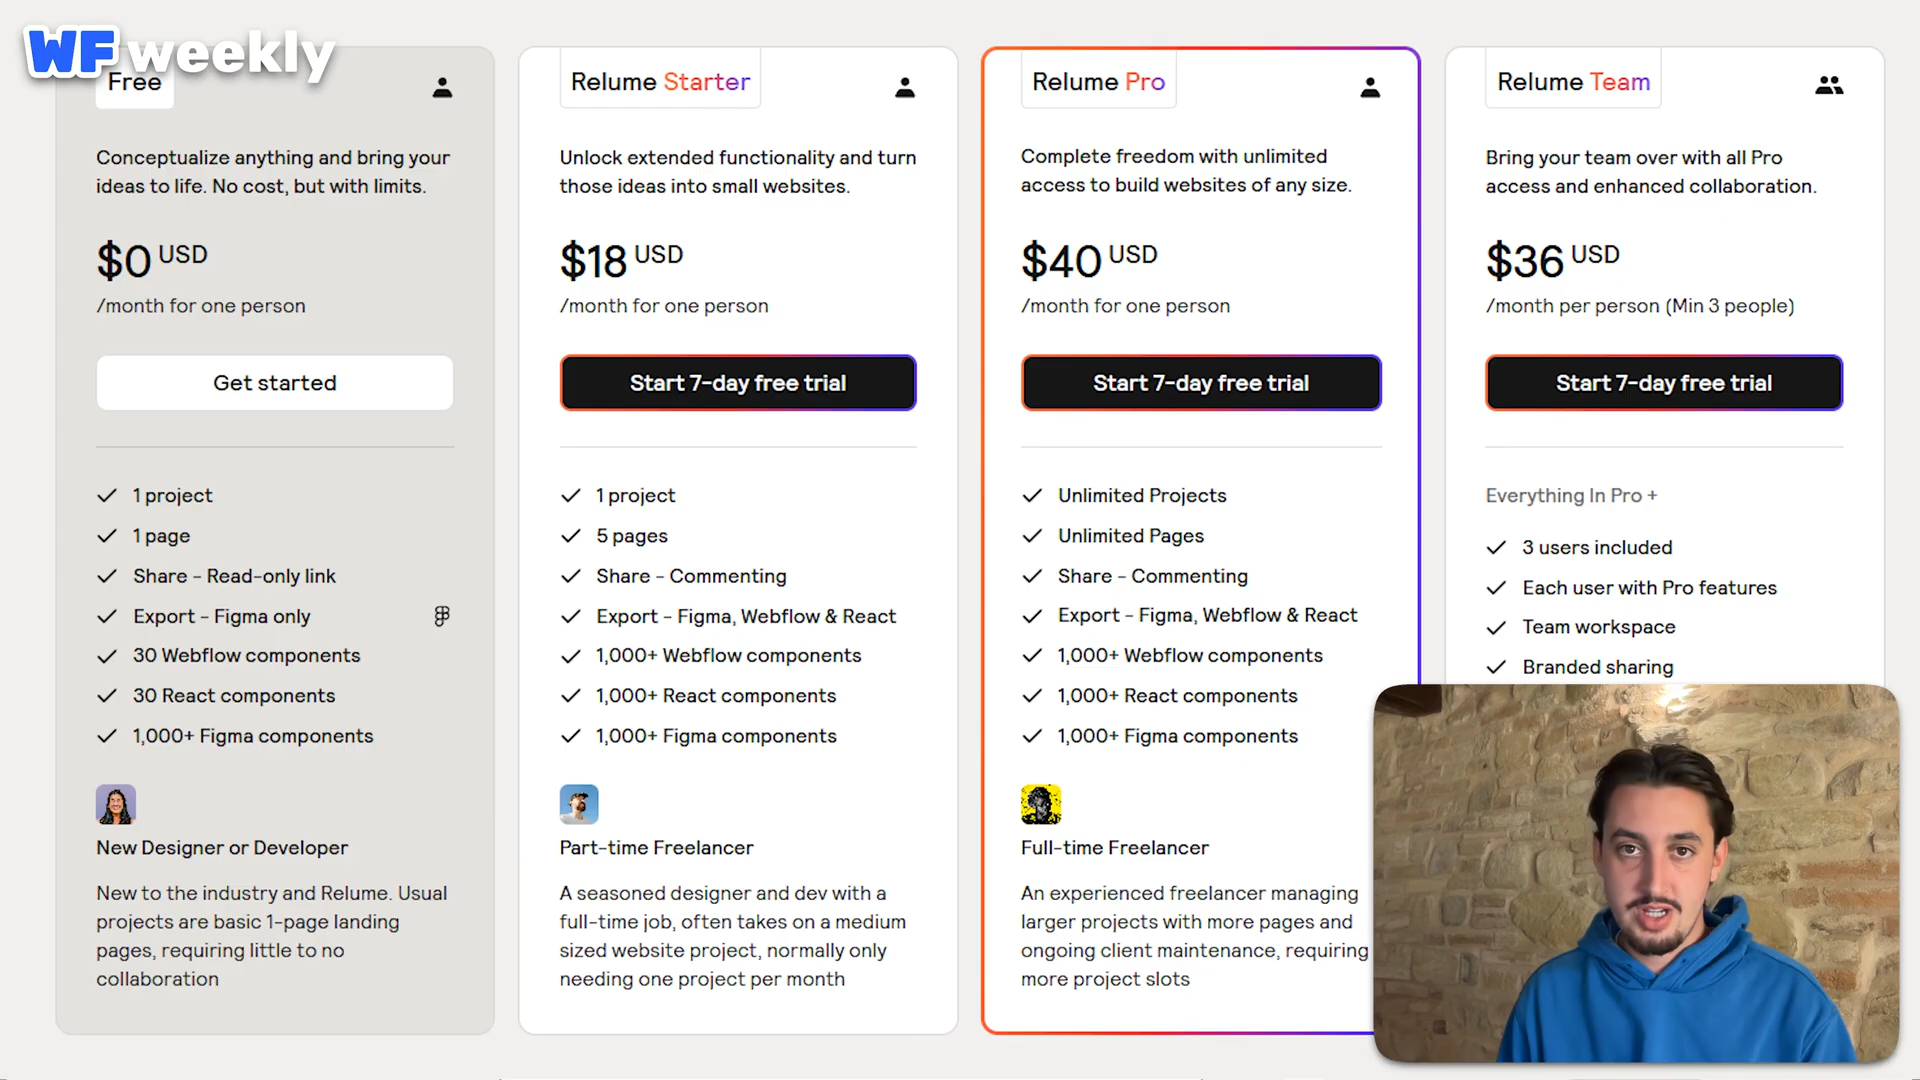 WF weekly
Free
Conceptualize anything and bring your
ideas to life. No cost, but with limits.
$0 USD
/month for one person
Get started
1 project
1 page
Share - Read-only link
Export - Figma only
30 Webflow components
30 React components
1,000+ Figma components
New Designer or Developer
New to the industry and Relume. Usual
projects are basic 1-page landing
pages, requiring little to no
collaboration
Relume Starter
Unlock extended functionality and turn
those ideas into small websites.
$18 USD
/month for one person
Start 7-day free trial
1 project
5 pages
Share - Commenting
Export - Figma, Webflow & React
1,000+ Webflow components
1,000+ React components
1,000+ Figma components
Part-time Freelancer
A seasoned designer and dev with a
full-time job, often takes on a medium
sized website project, normally only
needing one project per month
Relume Pro
Complete freedom with unlimited
access to build websites of any size.
$40 USD
/month for one person
Start 7-day free trial
Unlimited Projects
Unlimited Pages
Share - Commenting
Export - Figma, Webflow & React
1,000+ Webflow components
1,000+ React components
1,000+ Figma components
Full-time Freelancer
An experienced freelancer managing
larger projects with more pages and
ongoing client maintenance, requiring
more project slots
Relume Team
Bring your team over with all Pro
access and enhanced collaboration.
$36 USD
/month per person (Min 3 people)
Start 7-day free trial
Everything In Pro +
3 users included
Each user with Pro features
Team workspace
Branded sharing